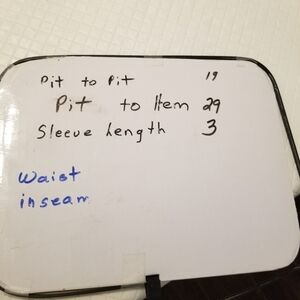 Pit to Pit 19
Pit to Hem 29
Sleeve Length 3
Waist
inseam